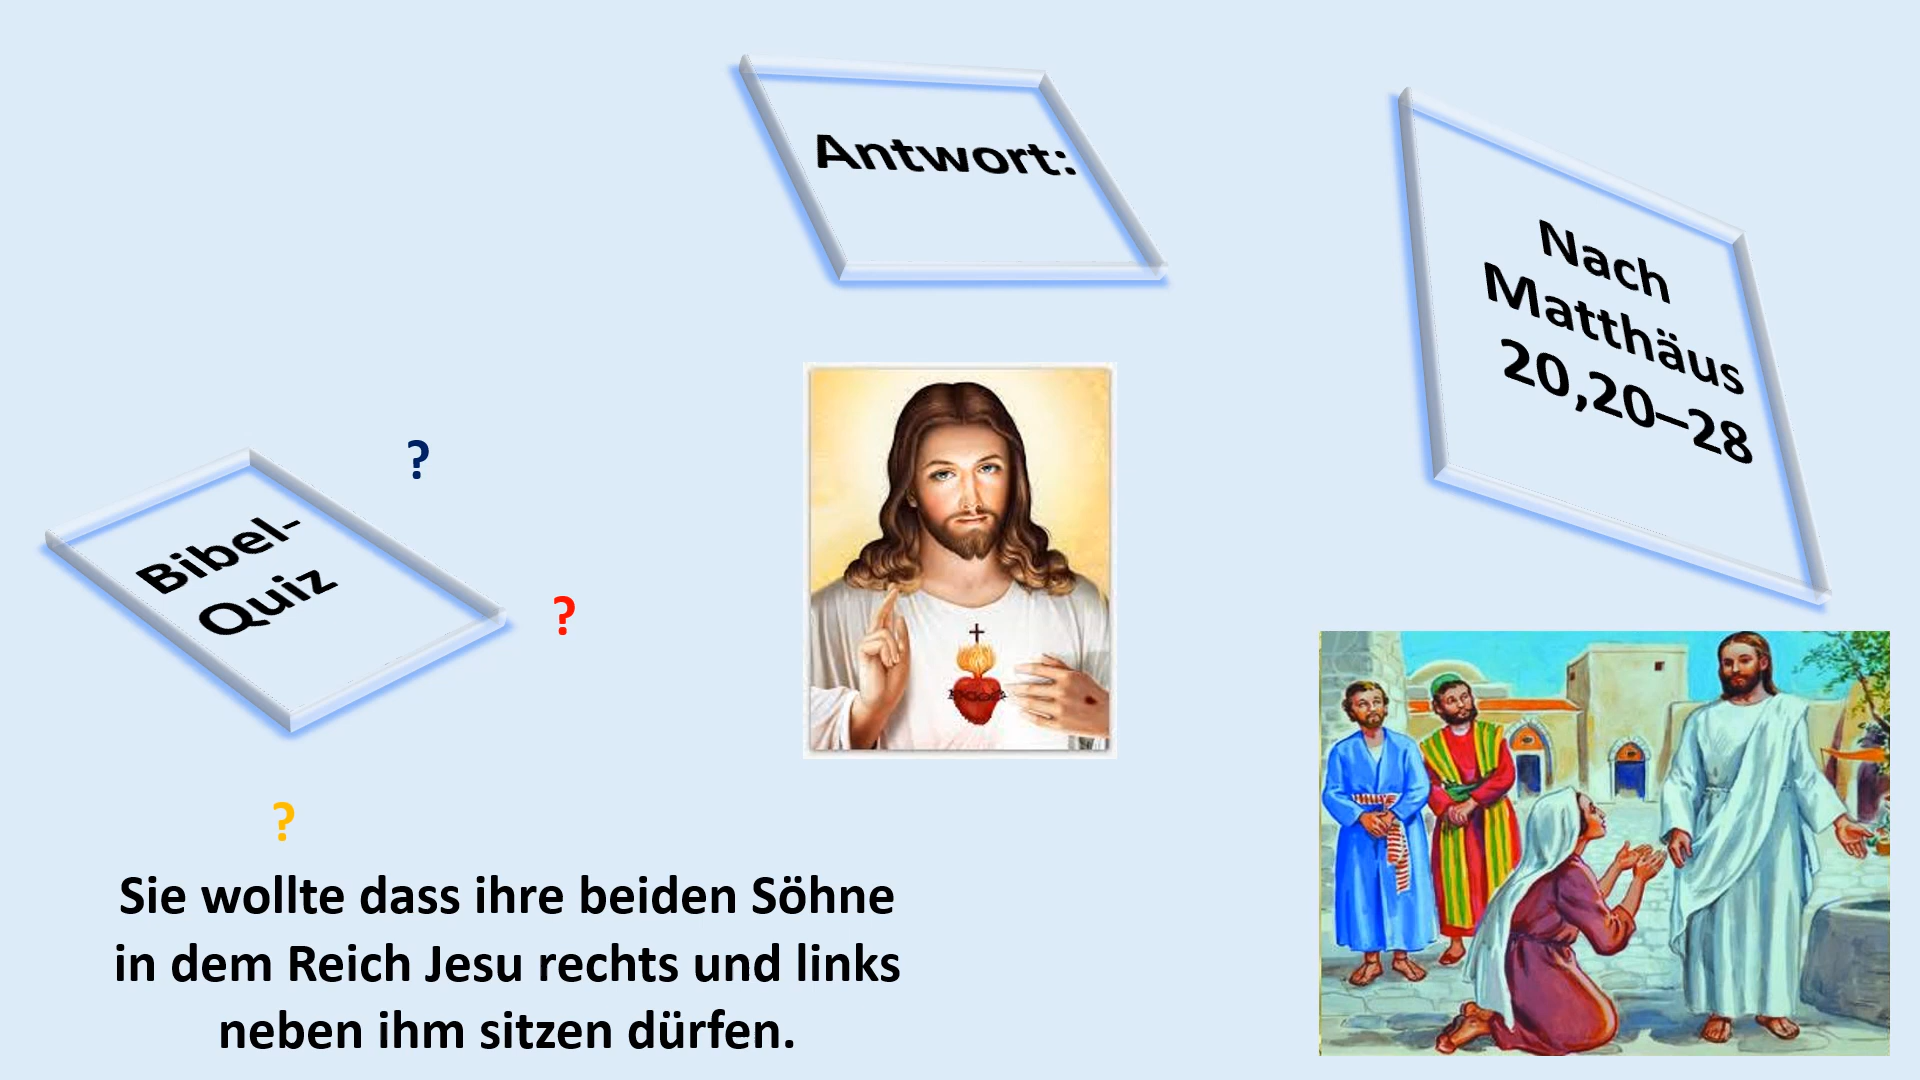 Antwort:
Nach
Matthäus
20,20–28
?
Bibel-
Quiz
?
?
Sie wollte dass ihre beiden Söhne
in dem Reich Jesu rechts und links
neben ihm sitzen dürfen.